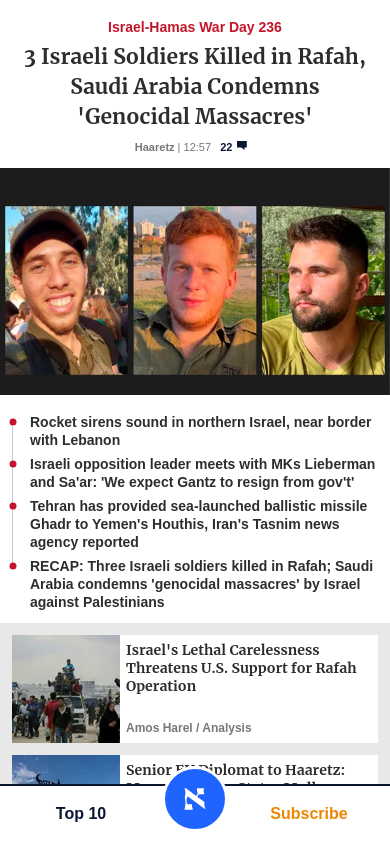 Israel-Hamas War Day 236
3 Israeli Soldiers Killed in Rafah,
Saudi Arabia Condemns
'Genocidal Massacres'
Haaretz | 12:57 22
Rocket sirens sound in northern Israel, near border
with Lebanon
Israeli opposition leader meets with MKs Lieberman
and Sa'ar: 'We expect Gantz to resign from gov't'
Tehran has provided sea-launched ballistic missile
Ghadr to Yemen's Houthis, Iran's Tasnim news
agency reported
RECAP: Three Israeli soldiers killed in Rafah; Saudi
Arabia condemns 'genocidal massacres' by Israel
against Palestinians
Israel's Lethal Carelessness
Threatens U.S. Support for Rafah
Operation
Amos Harel / Analysis
Senior EU Diplomat to Haaretz:
Top 10
Subscribe